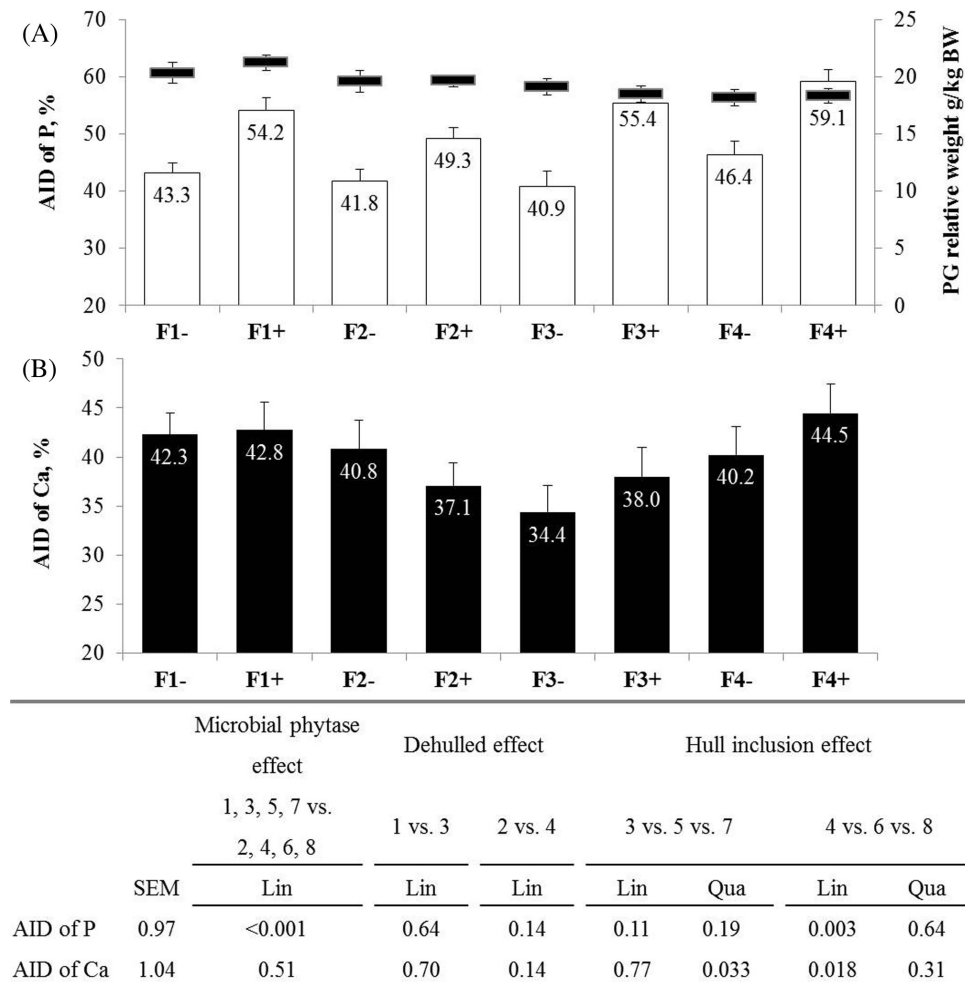 (A)
AID of P, %
70
60
50
40
30
20
43.3
54.2
41.8
49.3
40.9
55.4
46.4
59.1
25
20
15
10
5
0
PG relative weight g/kg BW
F1- F1+ F2- F2+ F3- F3+ F4- F4+
(B)
AID of Ca, %
50
45
40
35
30
25
20
42.3
42.8
40.8
37.1
34.4
38.0
40.2
44.5
F1- F1+ F2- F2+ F3- F3+ F4- F4+
Microbial phytase
effect
Dehulled effect
Hull inclusion effect
1, 3, 5, 7 vs.
2, 4, 6, 8
1 vs. 3
2 vs. 4
3 vs. 5 vs. 7
4 vs. 6 vs. 8
SEM Lin Lin Lin Lin Qua Lin Qua
AID of P 0.97 <0.001 0.64 0.14 0.11 0.19 0.003 0.64
AID of Ca 1.04 0.51 0.70 0.14 0.77 0.033 0.018 0.31